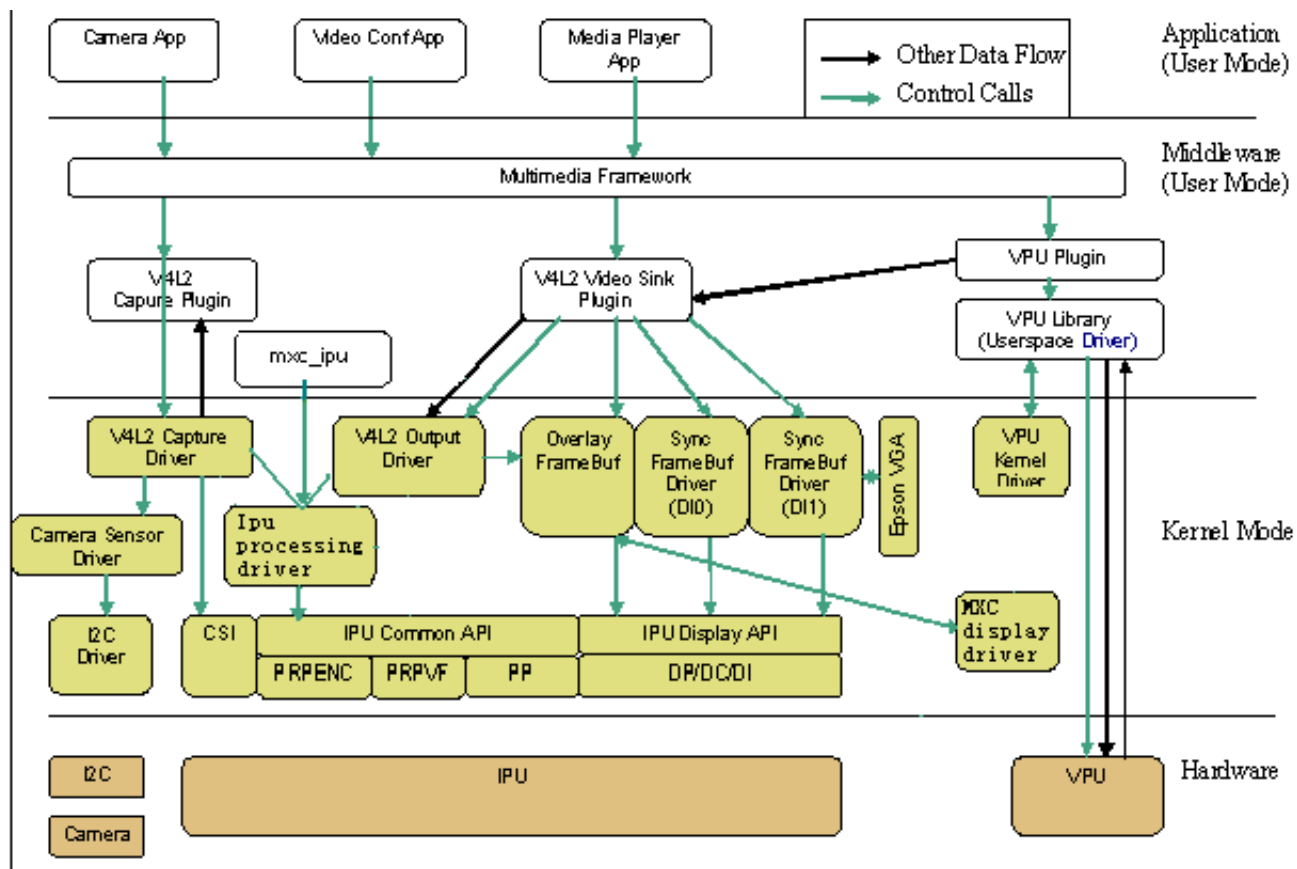 Camera App
Video Conf App
Media Player
App
Other Data Flow
Control Calls
Application
(User Mode)
Middleware
(User Mode)
Multimedia Framework
V4L2
Capure Plugin
V4L2 Video Sink
Plugin
VPU Plugin
VPU Library
(Userspace Driver)
mxc_ipu
V4L2 Capture
Driver
V4L2 Output
Driver
Overlay
FrameBuf
Sync
FrameBuf
Driver
(DI0)
Sync
FrameBuf
Driver
(DI1)
Epson VGA
VPU
Kernel
Driver
Kernel Mode
Camera Sensor
Driver
Ipu
processing
driver
I2C
Driver
CSI
IPU Common API
IPU Display API
PRPENC
PRPVF
PP
DP/DC/DI
MXC
display
driver
I2C
Camera
IPU
VPU
Hardware